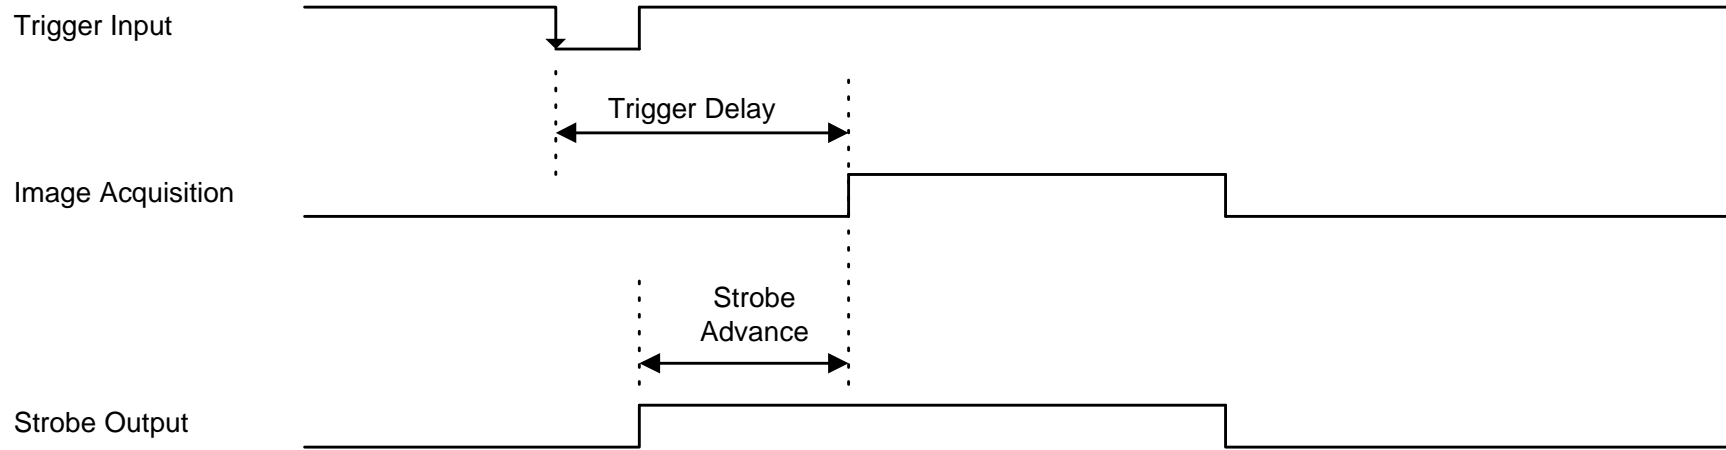 Trigger Input
Trigger Delay
Image Acquisition
Strobe
Advance
Strobe Output